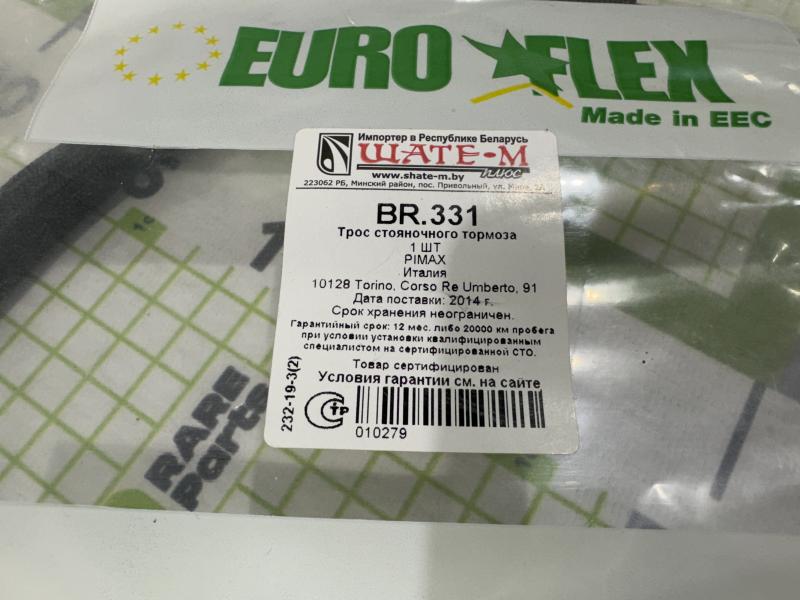 EURO FLEX
Made in EEC
Импортер в Республике Беларусь
ШАТЕ-М
плюс
www.shate-m.by
223062 РБ, Минский район, пос. Привольный, ул. Мира, 2А
BR.331
Трос стояночного тормоза
1 ШТ
PIMAX
Италия
10128 Torino, Corso Re Umberto, 91
Дата поставки: 2014 г.
Срок хранения неограничен.
Гарантийный срок: 12 мес. либо 20000 км пробега
при условии установки квалифицированным
специалистом на сертифицированной СТО.
Товар сертифицирован
Условия гарантии см. на сайте
232-19-3(2)
010279
RARE
Parts